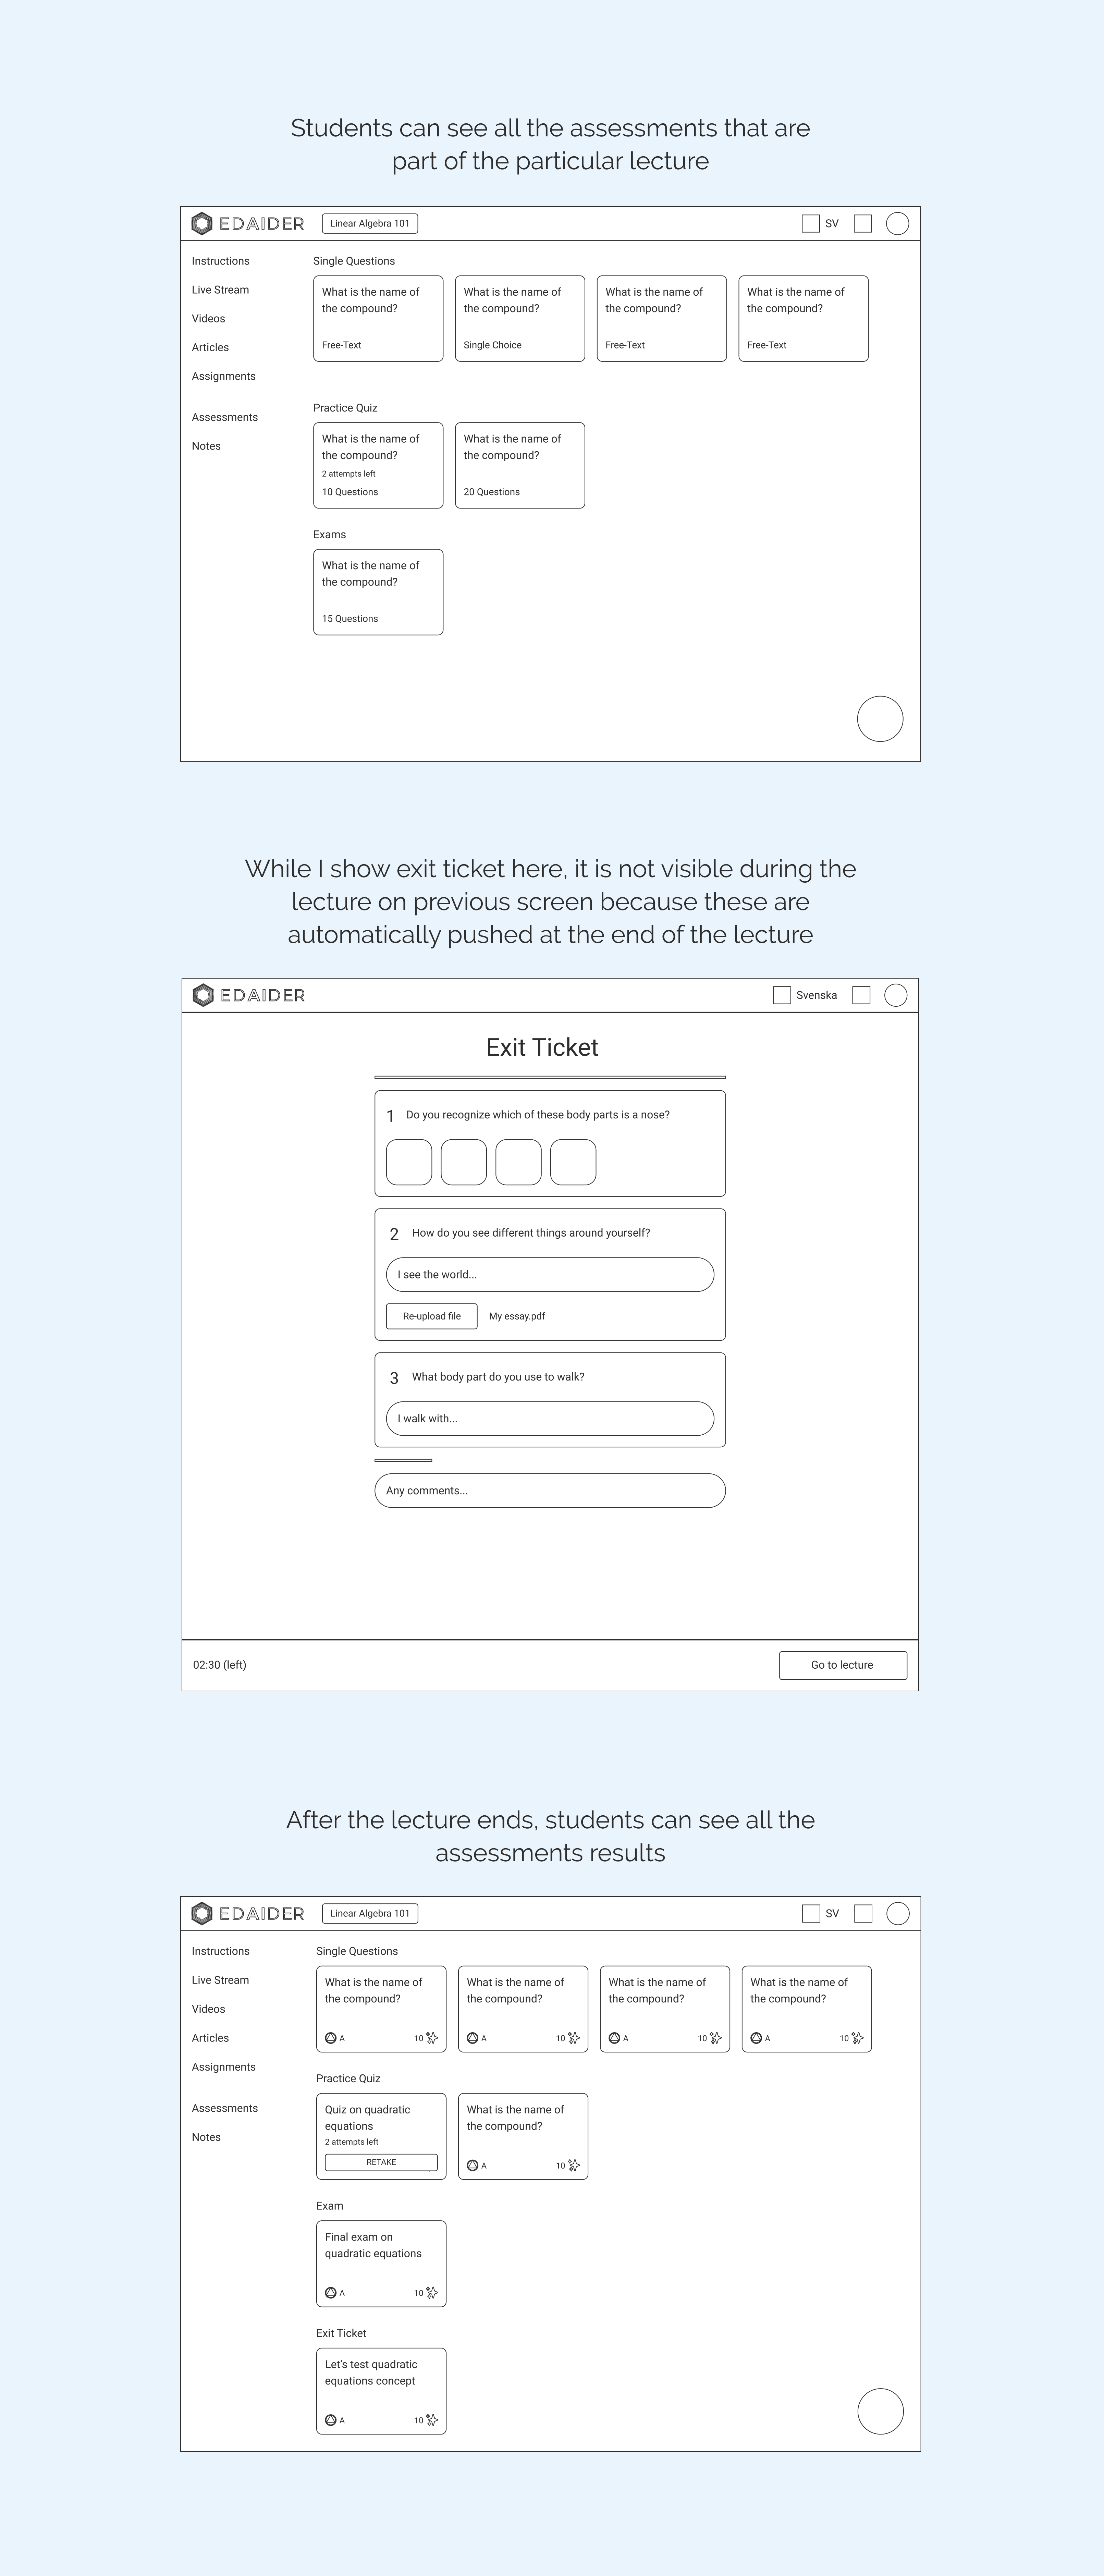 Students can see all the assessments that are
part of the particular lecture
EDAIDER
Linear Algebra 101
SV
Instructions
Live Stream
Videos
Articles
Assignments
Assessments
Notes
Single Questions
What is the name of
the compound?
Free-Text
What is the name of
the compound?
Single Choice
What is the name of
the compound?
Free-Text
What is the name of
the compound?
Free-Text
Practice Quiz
What is the name of
the compound?
2 attempts left
10 Questions
What is the name of
the compound?
20 Questions
Exams
What is the name of
the compound?
15 Questions
While I show exit ticket here, it is not visible during the
lecture on previous screen because these are
automatically pushed at the end of the lecture
EDAIDER
Svenska
Exit Ticket
1 Do you recognize which of these body parts is a nose?
2 How do you see different things around yourself?
I see the world...
Re-upload file
My essay.pdf
3 What body part do you use to walk?
I walk with...
Any comments...
02:30 (left)
Go to lecture
After the lecture ends, students can see all the
assessments results
EDAIDER
Linear Algebra 101
SV
Instructions
Live Stream
Videos
Articles
Assignments
Assessments
Notes
Single Questions
What is the name of
the compound?
A 10
What is the name of
the compound?
A 10
What is the name of
the compound?
A 10
What is the name of
the compound?
A 10
Practice Quiz
Quiz on quadratic
equations
2 attempts left
RETAKE
What is the name of
the compound?
A 10
Exam
Final exam on
quadratic equations
A 10
Exit Ticket
Let's test quadratic
equations concept
A 10